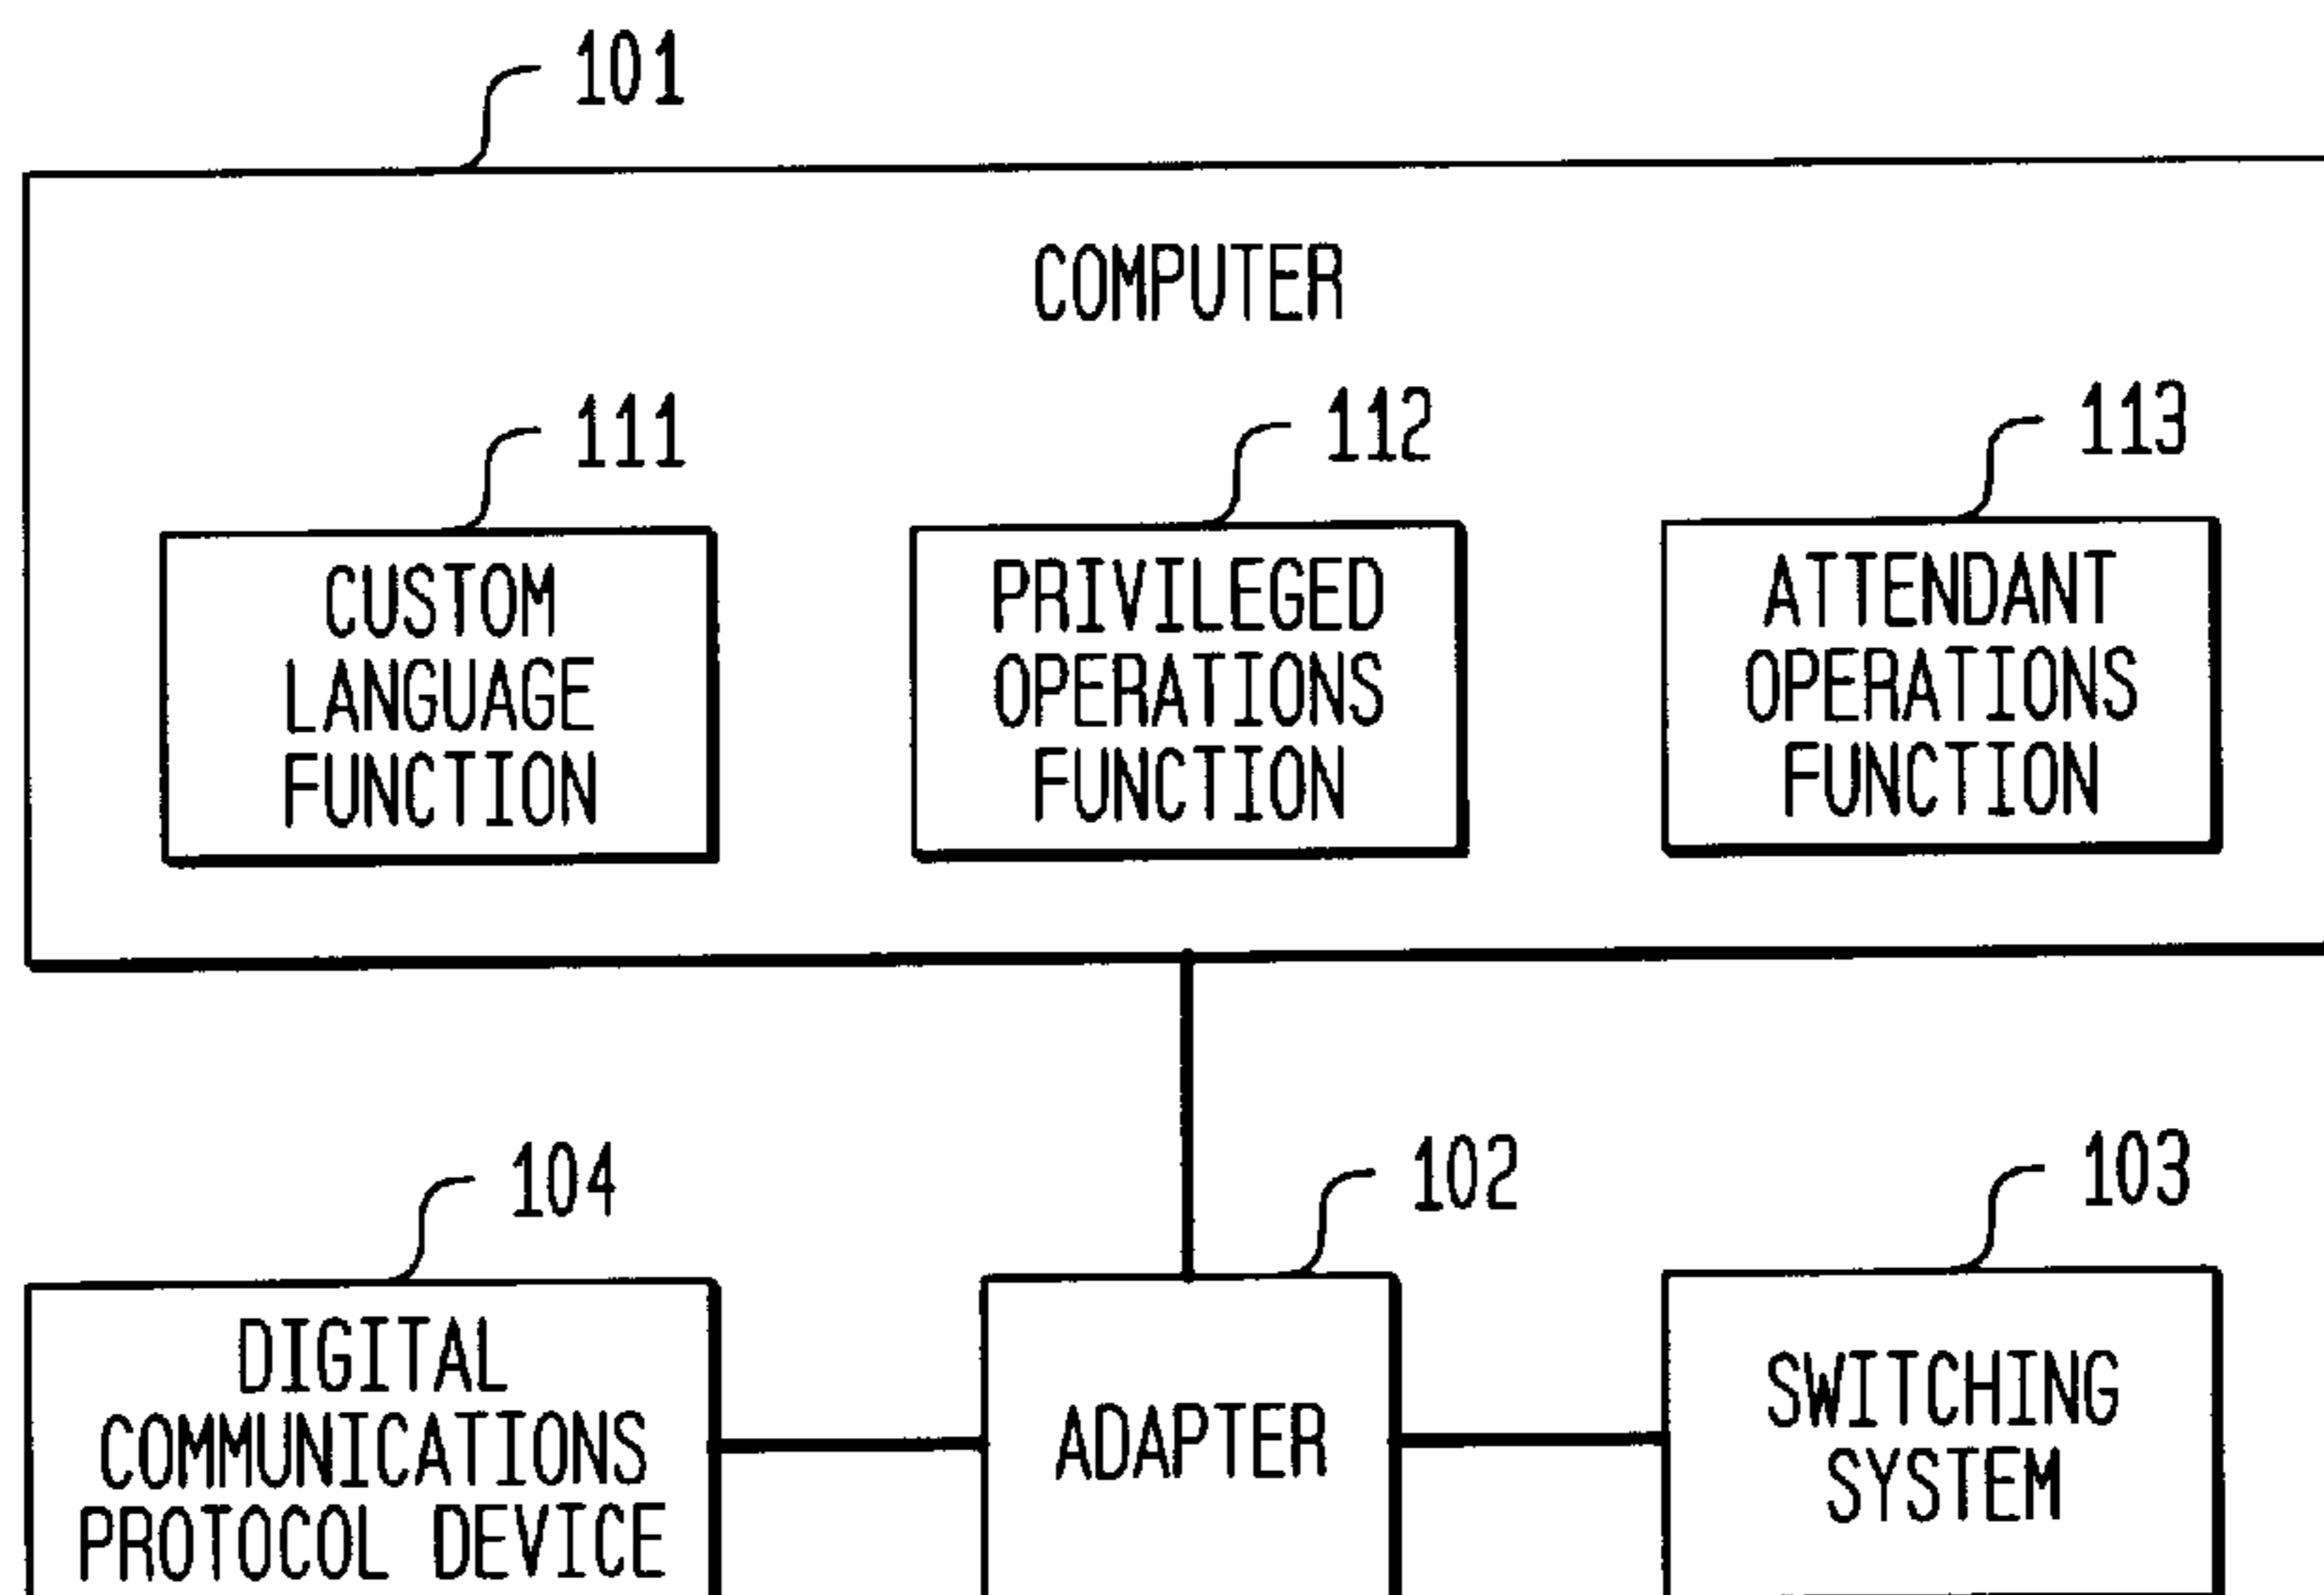 101
COMPUTER
111
112
113
CUSTOM
LANGUAGE
FUNCTION
PRIVILEGED
OPERATIONS
FUNCTION
ATTENDANT
OPERATIONS
FUNCTION
104
102
103
DIGITAL
COMMUNICATIONS
PROTOCOL DEVICE
ADAPTER
SWITCHING
SYSTEM